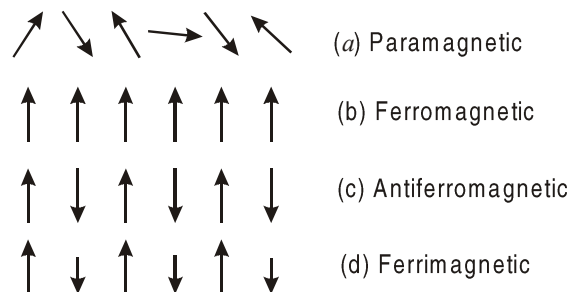 (a) Paramagnetic
(b) Ferromagnetic
(c) Antiferromagnetic
(d) Ferrimagnetic